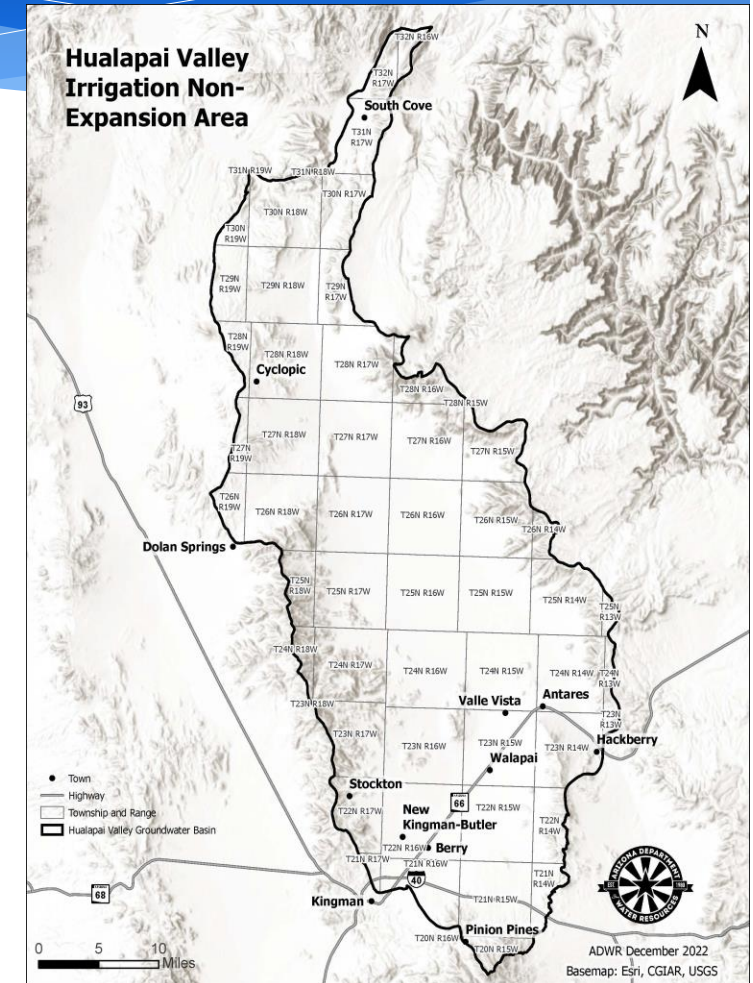 Hualapai Valley
Irrigation Non-
Expansion Area
N
T32N R16W
T32N
R17W
South Cove
T31N
R17W
T31N R19W
T31N R18W
T30N R17W
T30N R18W
T30N
R19W
T29N
R19W
T29N R18W
T29N
R17W
T28N
R19W
T28N R18W
T28N R17W
Cyclopic
T28N R16W
T28N R15W
93
T27N R18W
T27N R17W
T27N R16W
T27N R15W
T27N
R19W
T26N
R19W
T26N R18W
T26N R17W
T26N R16W
T26N R15W
T26N R14W
Dolan Springs
T25N
R18W
T25N R17W
T25N R16W
T25N R15W
T25N R14W
T25N
R13W
T24N R18W
T24N R17W
T24N R16W
T24N R15W
T24N R14W
T24N
R13W
Valle Vista
Antares
T23N R18W
T23N
R13W
T23N R17W
T23N R16W
T23N R15W
T23N R14W
Hackberry
Walapai
Stockton
66
T22N R17W
New
Kingman-Butler
T22N R15W
T22N
R14W
T22N R16W
Berry
T21N R17W
T21N R16W
40
T21N
R14W
68
Kingman
T21N R15W
T20N R16W
Pinion Pines
T20N R15W
Town
Highway
Township and Range
Hualapai Valley Groundwater Basin
0 5 10
Miles
ARIZONA DEPARTMENT
EST 1980
WATER RESOURCES
ADWR December 2022
Basemap: Esri, CGIAR, USGS